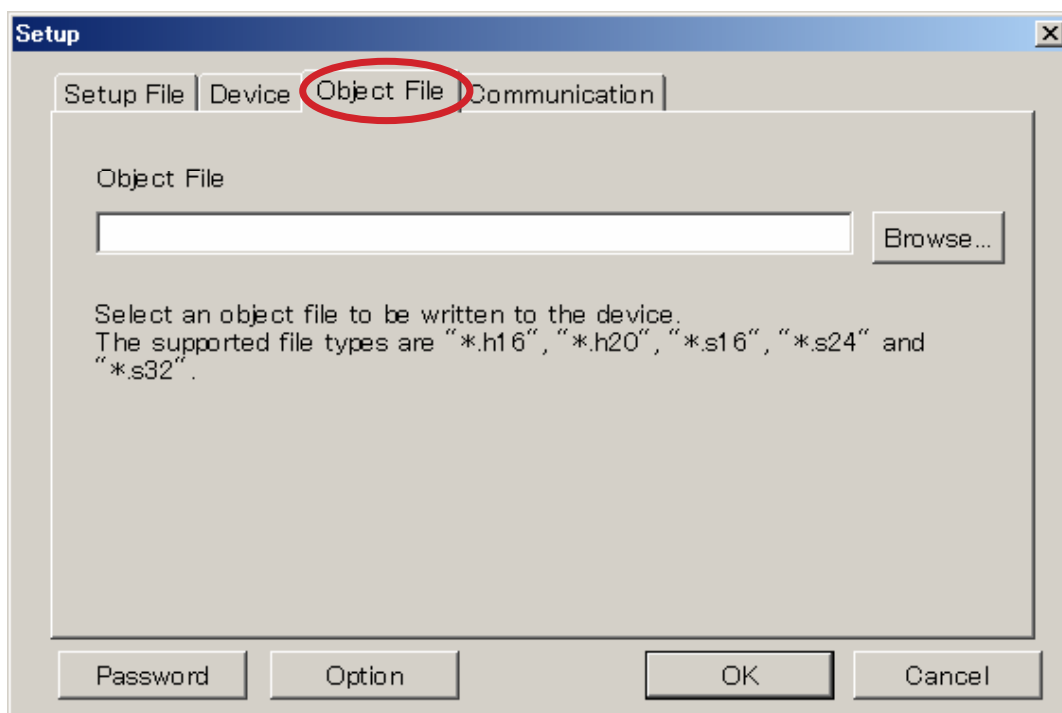 Setup
Setup File Device Object File Communication
Object File
Browse...
Select an object file to be written to the device.
The supported file types are "*.h16", "*.h20", "*.s16", "*.s24" and
"*.s32".
Password Option OK Cancel